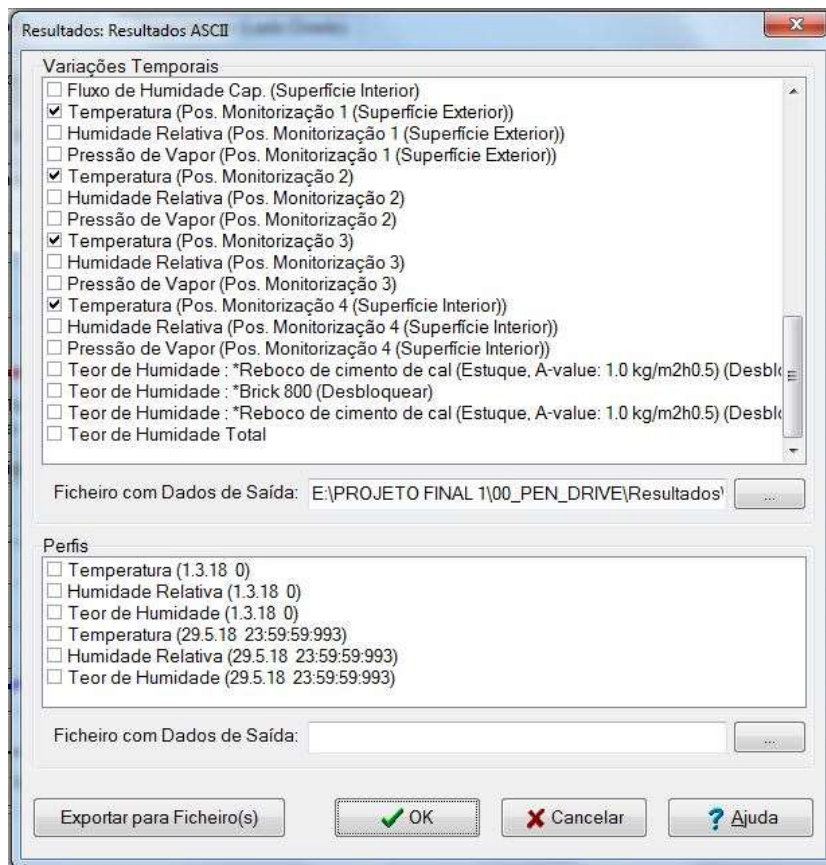 Resultados: Resultados ASCII
Variações Temporais
Fluxo de Humidade Cap. (Superfície Interior)
Temperatura (Pos. Monitorização 1 (Superfície Exterior))
Humidade Relativa (Pos. Monitorização 1 (Superfície Exterior))
Pressão de Vapor (Pos. Monitorização 1 (Superfície Exterior))
Temperatura (Pos. Monitorização 2)
Humidade Relativa (Pos. Monitorização 2)
Pressão de Vapor (Pos. Monitorização 2)
Temperatura (Pos. Monitorização 3)
Humidade Relativa (Pos. Monitorização 3)
Pressão de Vapor (Pos. Monitorização 3)
Temperatura (Pos. Monitorização 4 (Superfície Interior))
Humidade Relativa (Pos. Monitorização 4 (Superfície Interior))
Pressão de Vapor (Pos. Monitorização 4 (Superfície Interior))
Teor de Humidade : *Reboco de cimento de cal (Estuque, A-value: 1.0 kg/m2h0.5) (Desblo
Teor de Humidade : *Brick 800 (Desbloquear)
Teor de Humidade : *Reboco de cimento de cal (Estuque, A-value: 1.0 kg/m2h0.5) (Desblo
Teor de Humidade Total
Ficheiro com Dados de Saída: E:\PROJETO FINAL 1\00_PEN_DRIVE\Resultados\ ...
Perfis
Temperatura (1.3.18 0)
Humidade Relativa (1.3.18 0)
Teor de Humidade (1.3.18 0)
Temperatura (29.5.18 23:59:59:993)
Humidade Relativa (29.5.18 23:59:59:993)
Teor de Humidade (29.5.18 23:59:59:993)
Ficheiro com Dados de Saída: ...
Exportar para Ficheiro(s) OK Cancelar Ajuda